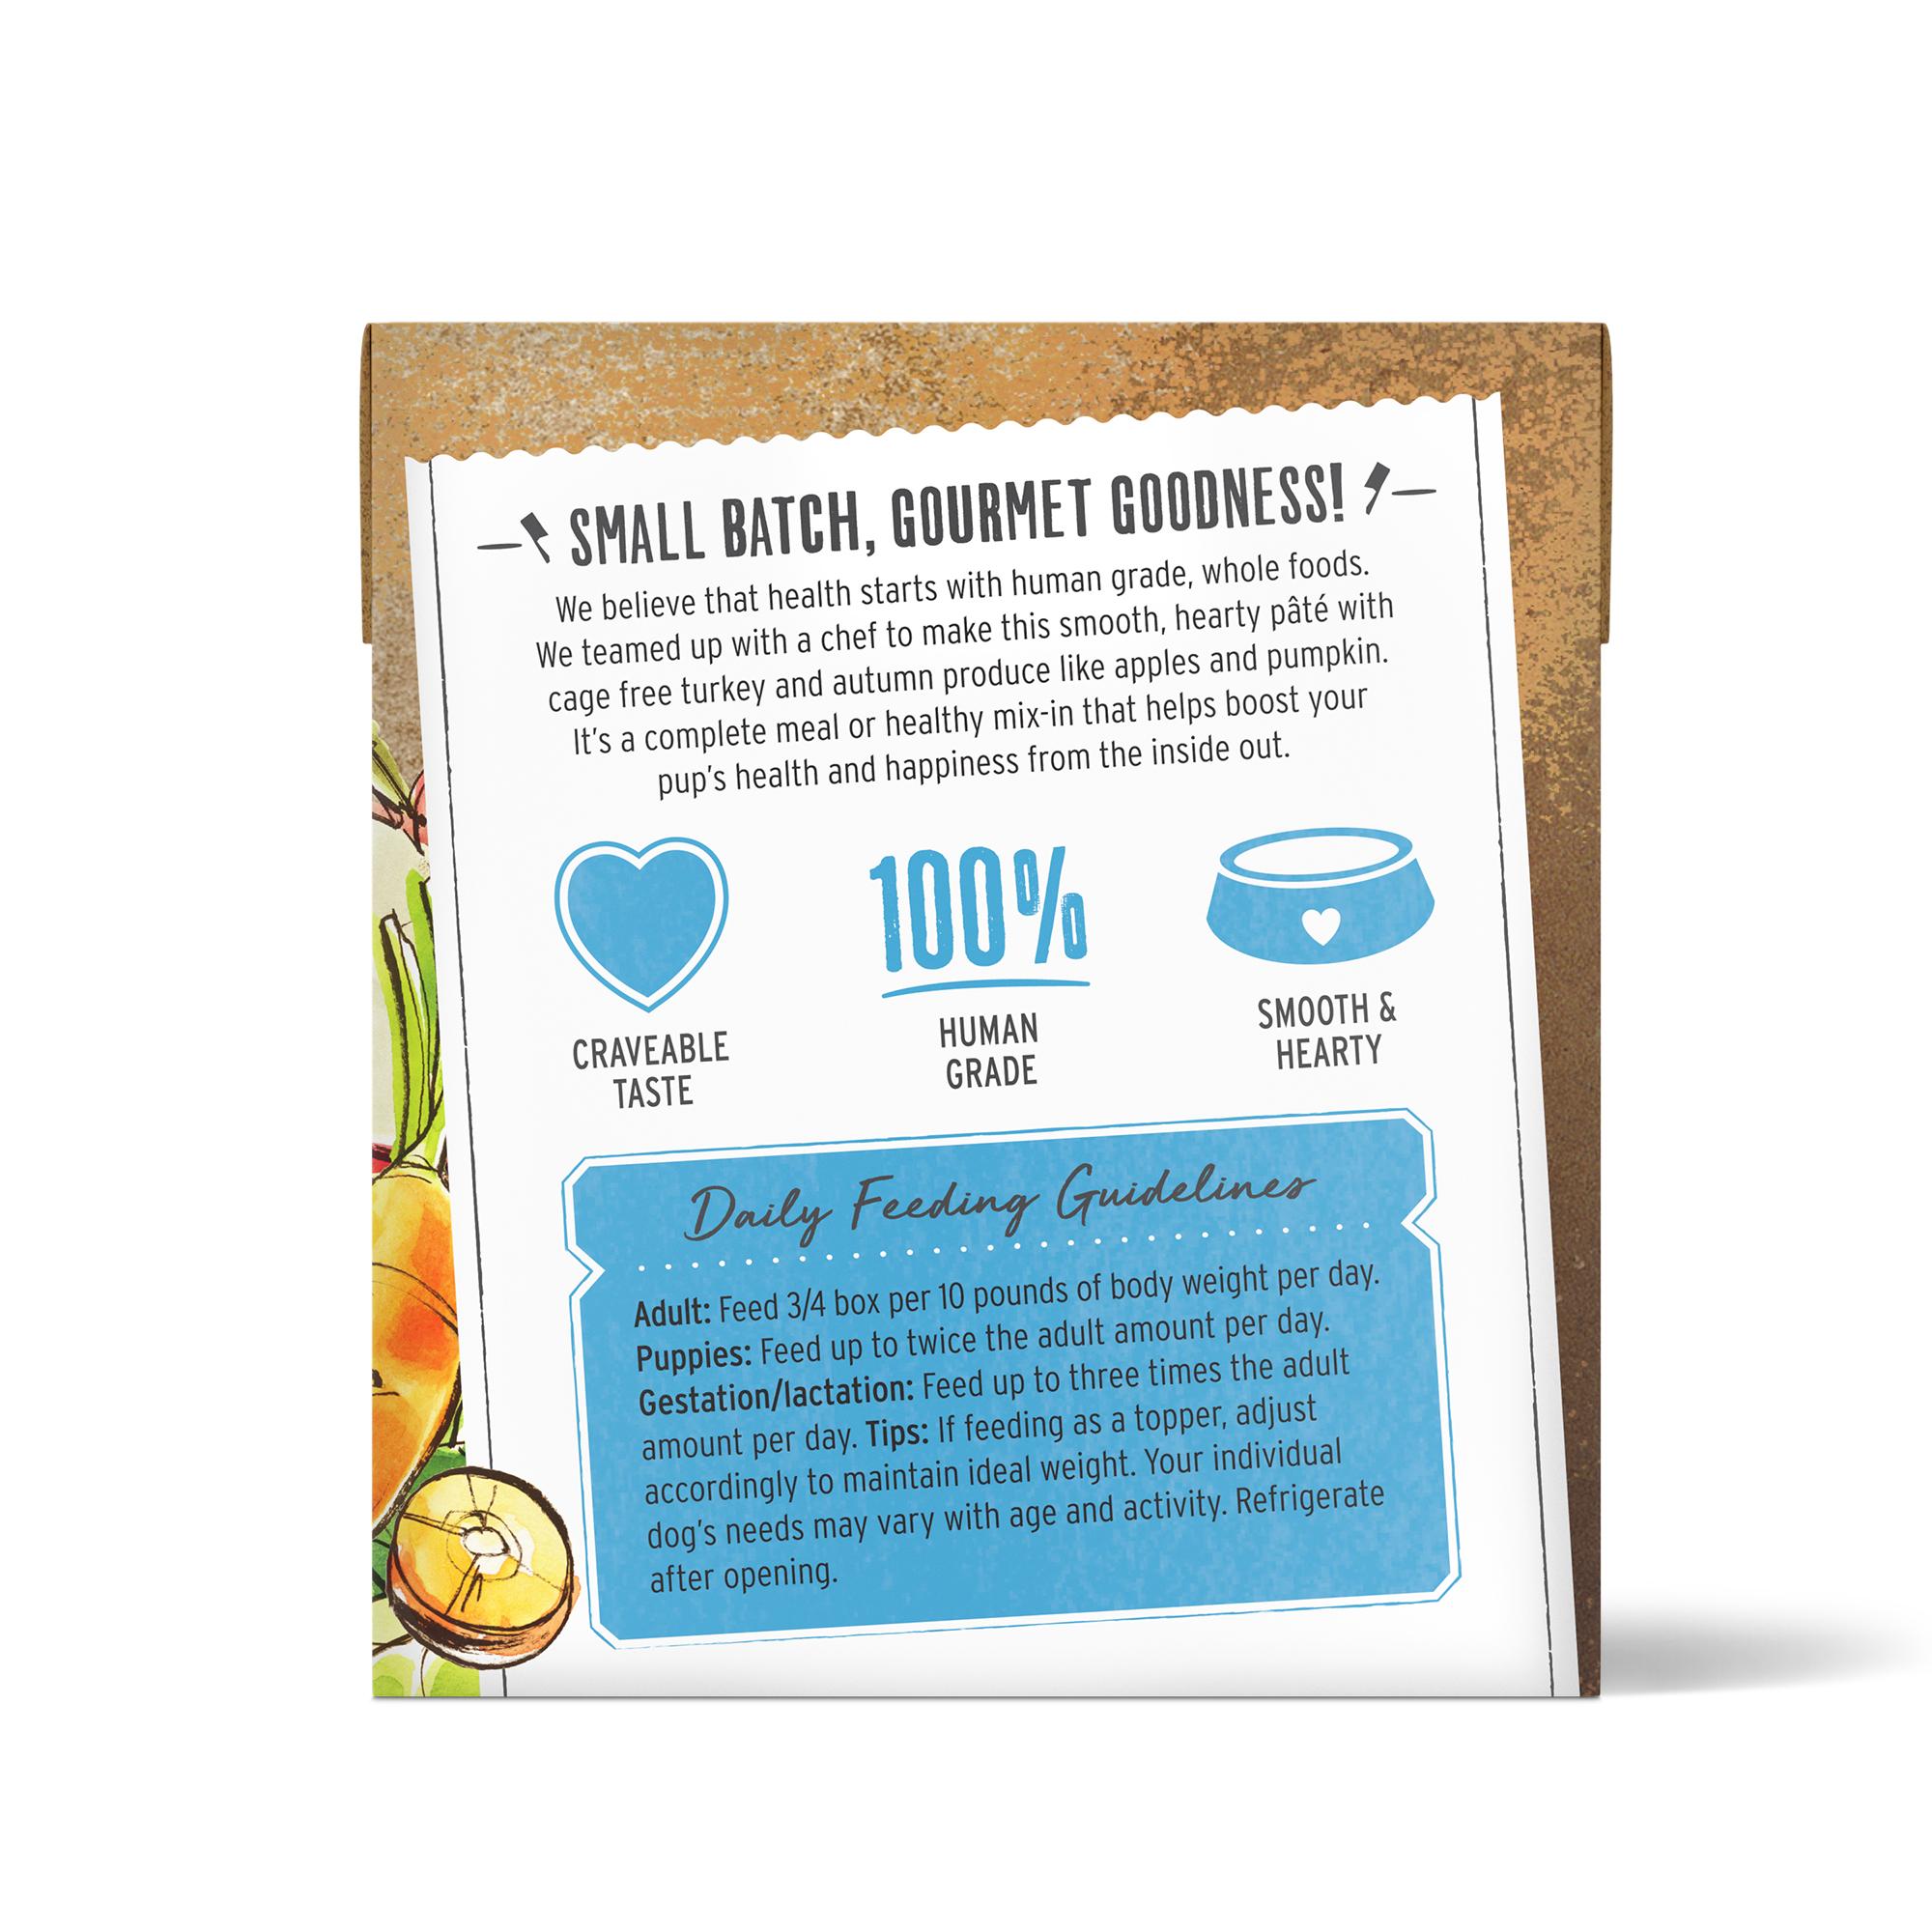 SMALL BATCH, GOURMET GOODNESS!
We believe that health starts with human grade, whole foods.
We teamed up with a chef to make this smooth, hearty pâté with
cage free turkey and autumn produce like apples and pumpkin.
It's a complete meal or healthy mix-in that helps boost your
pup's health and happiness from the inside out.
CRAVEABLE
TASTE
100%
HUMAN
GRADE
SMOOTH &
HEARTY
Daily Feeding Guidelines
Adult: Feed 3/4 box per 10 pounds of body weight per day.
Puppies: Feed up to twice the adult amount per day.
Gestation/lactation: Feed up to three times the adult
amount per day. Tips: If feeding as a topper, adjust
accordingly to maintain ideal weight. Your individual
dog's needs may vary with age and activity. Refrigerate
after opening.